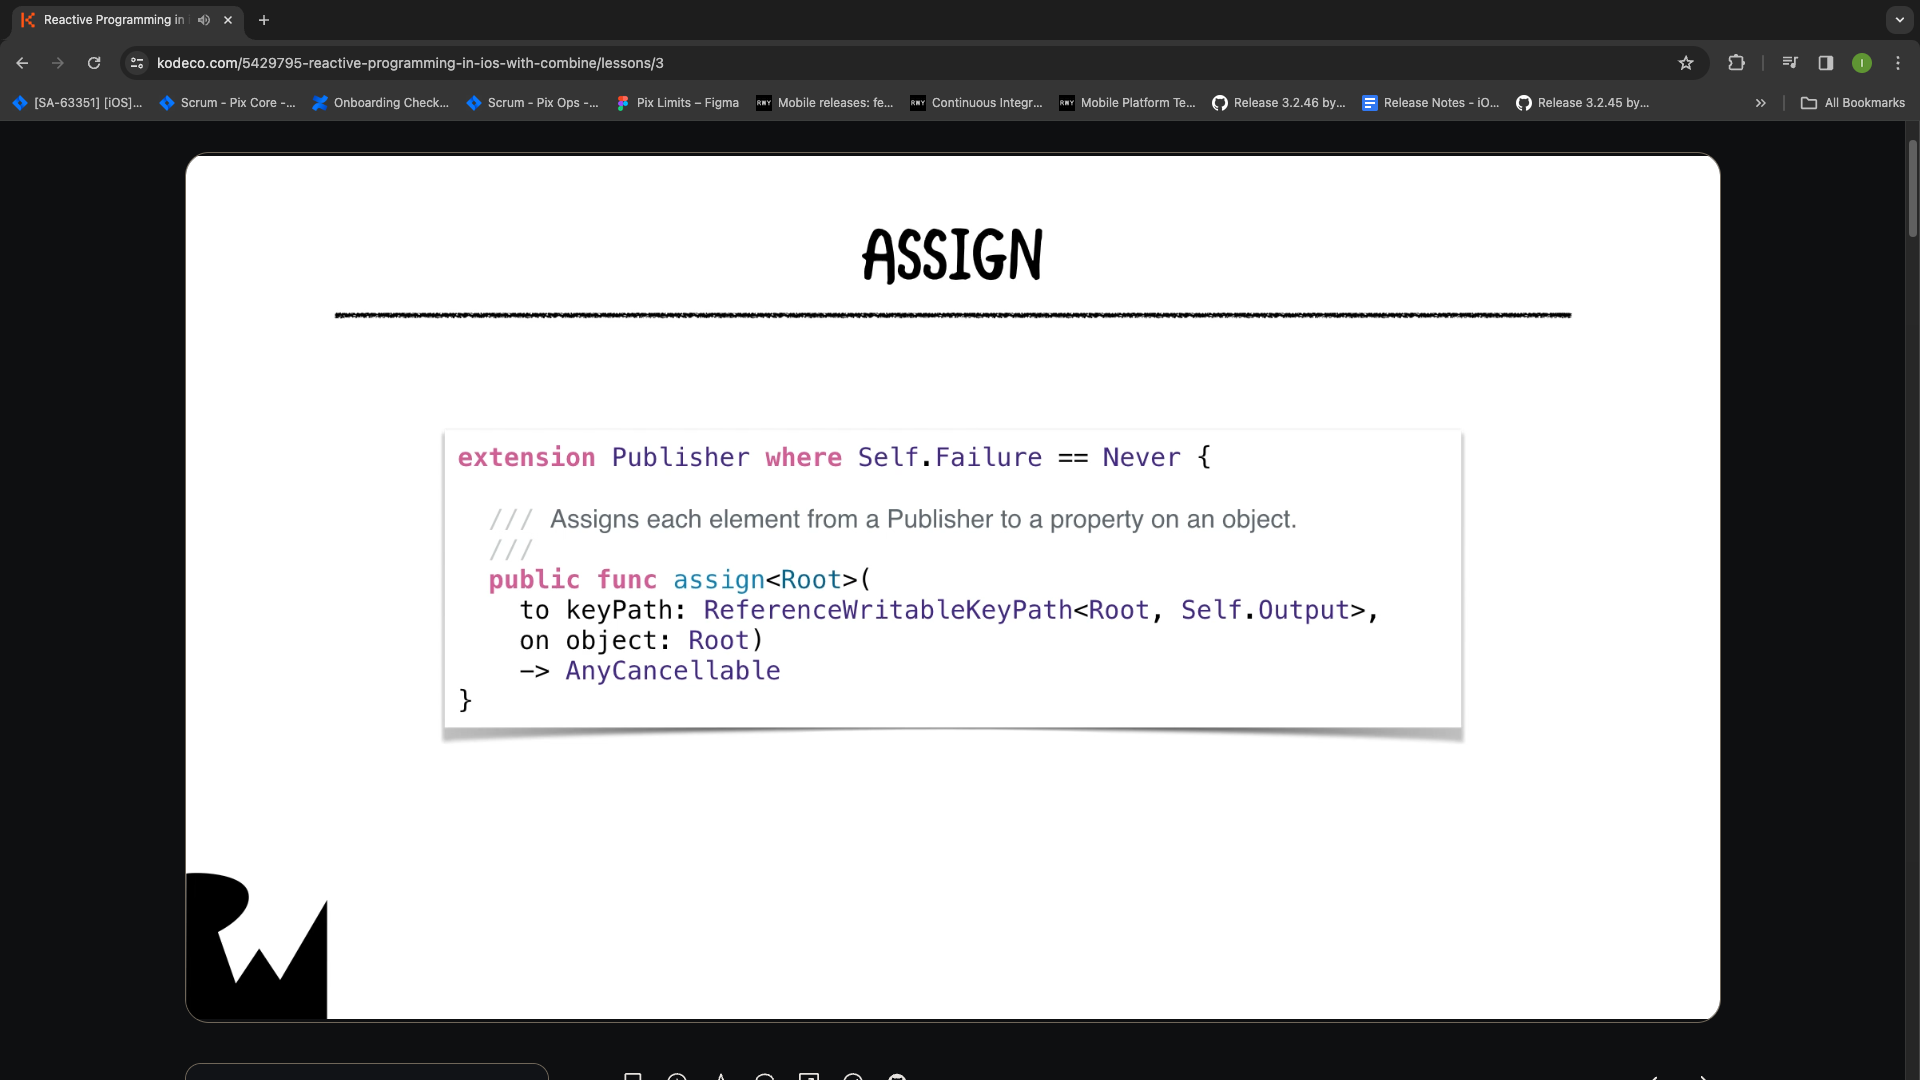 Reactive Programming in
kodeco.com/5429795-reactive-programming-in-ios-with-combine/lessons/3
I
[SA-63351] [iOS]...
Scrum - Pix Core -...
Onboarding Check...
Scrum - Pix Ops -...
Pix Limits – Figma
RWY Mobile releases: fe...
RWY Continuous Integr...
RWY Mobile Platform Te...
Release 3.2.46 by...
Release Notes - iO...
Release 3.2.45 by...
All Bookmarks
ASSIGN
extension Publisher where Self.Failure == Never {
/// Assigns each element from a Publisher to a property on an object.
///
public func assign<Root>(
to keyPath: ReferenceWritableKeyPath<Root, Self.Output>,
on object: Root)
-> AnyCancellable
}
RW